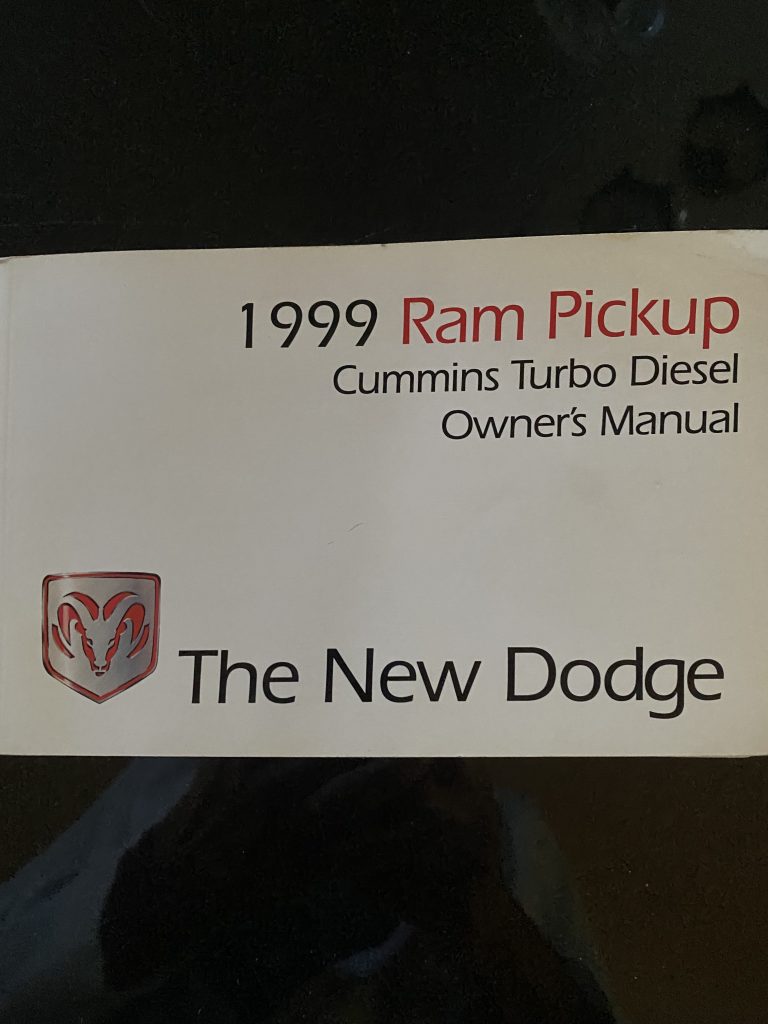 1999 Ram Pickup
Cummins Turbo Diesel
Owner's Manual
The New Dodge